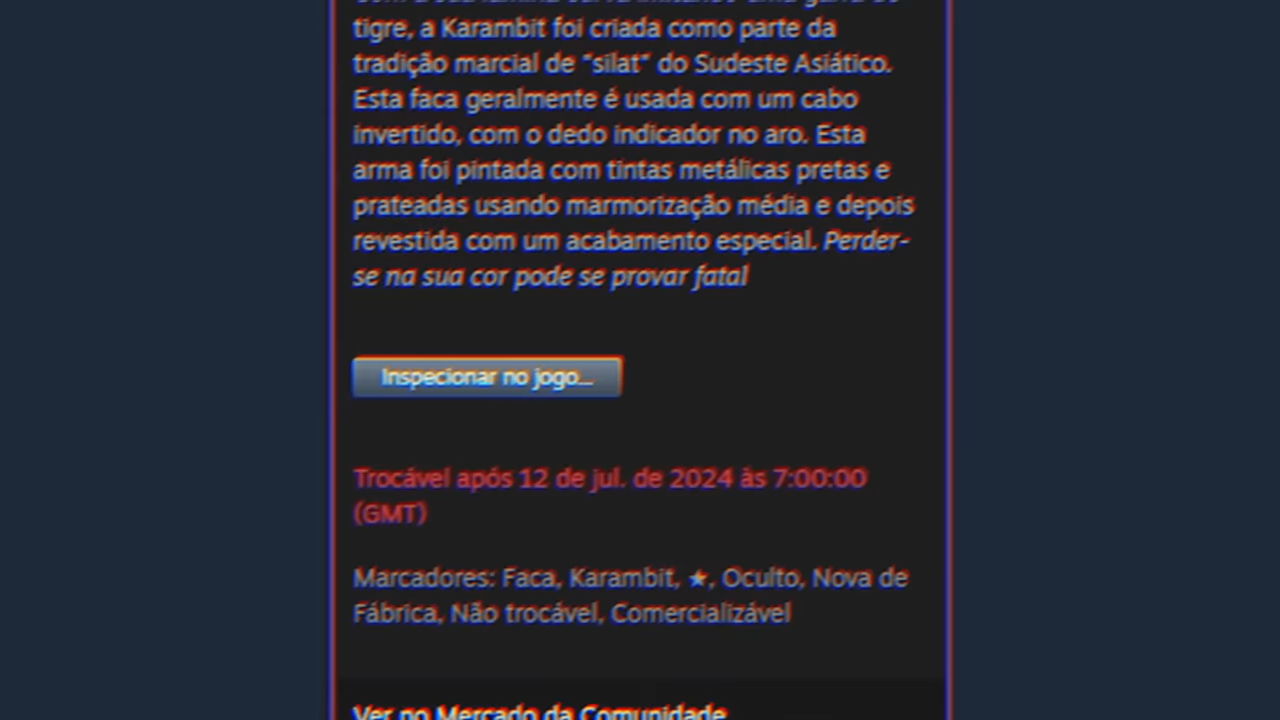 tigre, a Karambit foi criada como parte da
tradição marcial de "silat" do Sudeste Asiático.
Esta faca geralmente é usada com um cabo
invertido, com o dedo indicador no aro. Esta
arma foi pintada com tintas metálicas pretas e
prateadas usando marmorização média e depois
revestida com um acabamento especial. Perder-
se na sua cor pode se provar fatal
Inspecionar no jogo...
Trocável após 12 de jul. de 2024 às 7:00:00
(GMT)
Marcadores: Faca, Karambit, ★, Oculto, Nova de
Fábrica, Não trocável, Comercializável
Ver no Mercado da Comunidade